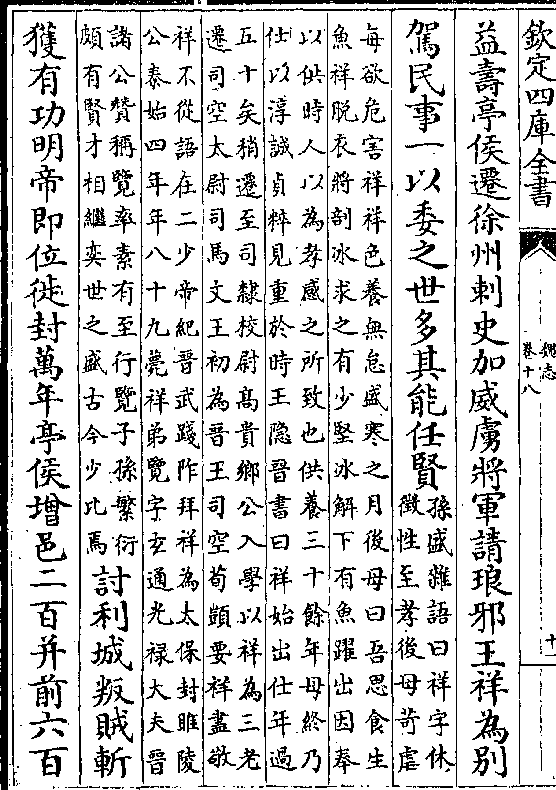 欽定四庫全書
魏志
卷十八
十一
益壽亭侯遷徐州刺史加威虜將軍請琅邪王祥為別
駕民事一以委之世多其能任賢
孫盛雜語曰祥字休
徵性至孝後母苛虐
每欲危害祥祥色養無怠盛寒之月後母曰吾思食生
魚祥脫衣將剖冰求之有少堅冰解下有魚躍出因奉
以供時人以為孝感之所致也供養三十餘年母終乃
仕以淳誠貞粹見重於時王隱晉書曰祥始出仕年過
五十矣稍遷至司隸校尉高貴鄉公入學以祥為三老
遷司空太尉司馬文王初為晉王司空荀顗要祥盡敬
祥不從語在二少帝紀晉武踐阼拜祥為太保封睢陵
公泰始四年年八十九薨祥弟覽字玄通光祿大夫晉
諸公贊稱覽率素有至行覽子孫繁衍
頗有賢才相繼奕世之盛古今少比焉
討利城叛賊斬
獲有功明帝即位徙封萬年亭侯增邑二百并前六百